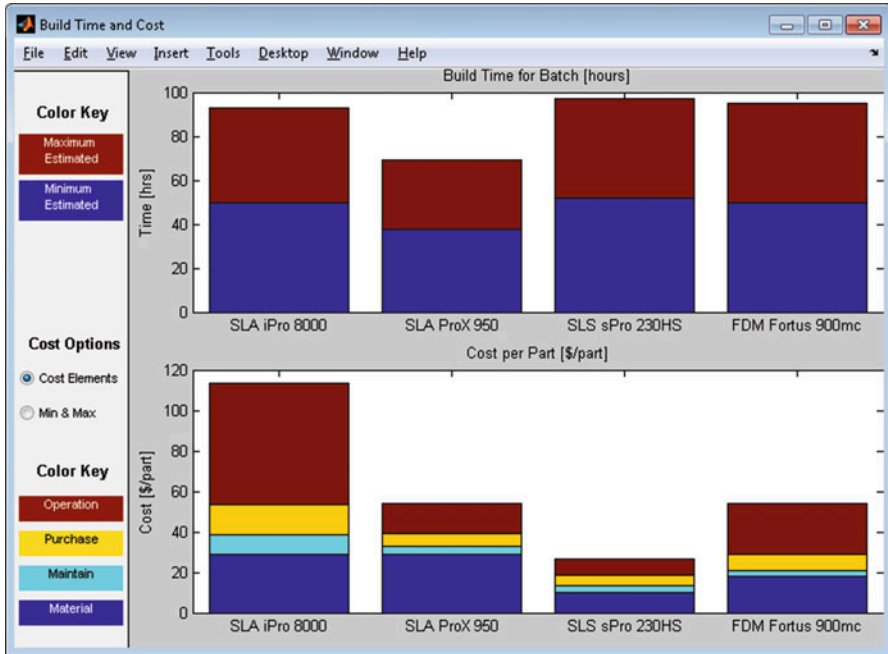 Build Time and Cost
File Edit View Insert Tools Desktop Window Help
Color Key
Maximum
Estimated
Minimum
Estimated
Cost Options
Cost Elements
Min & Max
Color Key
Operation
Purchase
Maintain
Material
Build Time for Batch [hours]
Time [hrs]
100
80
60
40
20
0
SLA iPro 8000 SLA ProX 950 SLS sPro 230HS FDM Fortus 900mc
Cost per Part [$/part]
Cost [$/part]
120
100
80
60
40
20
0
SLA iPro 8000 SLA ProX 950 SLS sPro 230HS FDM Fortus 900mc